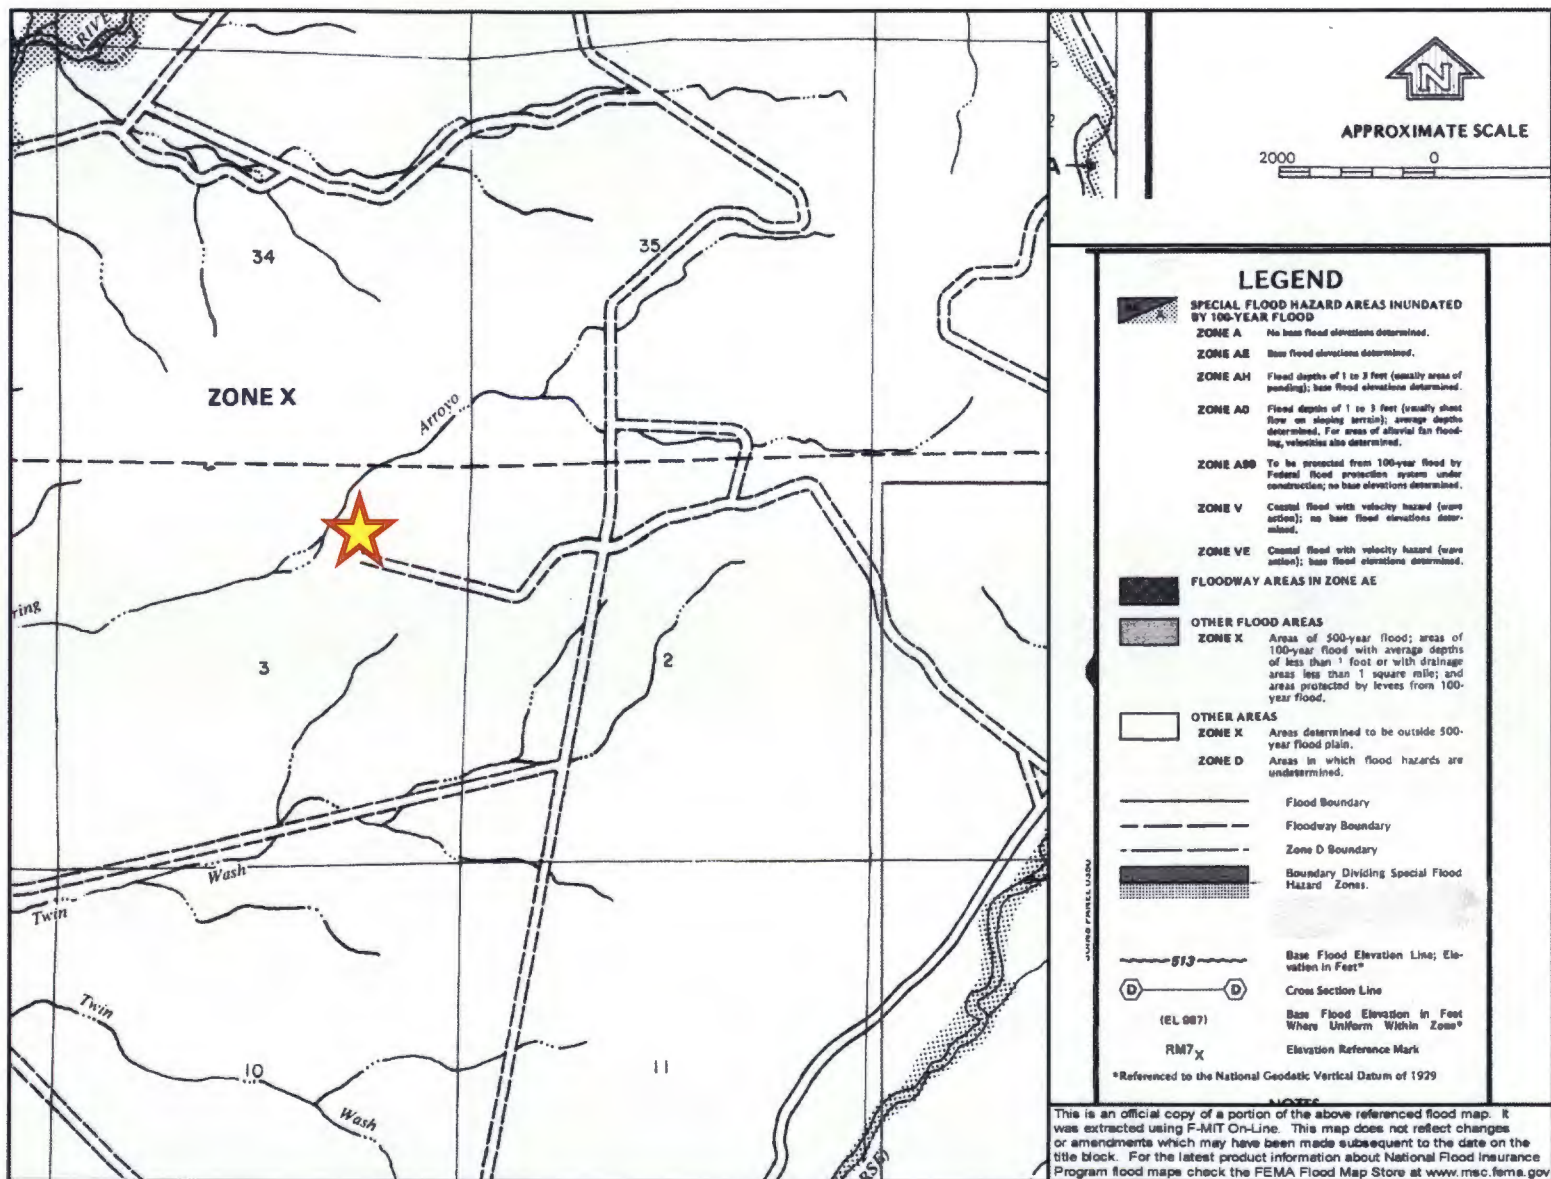 RIVE
34
35
ZONE X
Arroyo
ring
3
2
Wash
Twin
Twin
10
Wash
11
RSE)
A
N
APPROXIMATE SCALE
2000 0
LEGEND
SPECIAL FLOOD HAZARD AREAS INUNDATED
BY 100-YEAR FLOOD
ZONE A No base flood elevations determined.
ZONE AE Base flood elevations determined.
ZONE AH Flood depths of 1 to 3 feet (usually areas of
ponding); base flood elevations determined.
ZONE AO Flood depths of 1 to 3 feet (usually sheet
flow on sloping terrain); average depths
determined. For areas of alluvial fan flood-
ing, velocities also determined.
ZONE A99 To be protected from 100-year flood by
Federal flood protection system under
construction; no base elevations determined.
ZONE V Coastal flood with velocity hazard (wave
action); no base flood elevations deter-
mined.
ZONE VE Coastal flood with velocity hazard (wave
action); base flood elevations determined.
FLOODWAY AREAS IN ZONE AE
OTHER FLOOD AREAS
ZONE X Areas of 500-year flood; areas of
100-year flood with average depths
of less than 1 foot or with drainage
areas less than 1 square mile; and
areas protected by levees from 100-
year flood.
OTHER AREAS
ZONE X Areas determined to be outside 500-
year flood plain.
ZONE D Areas in which flood hazards are
undetermined.
Flood Boundary
Floodway Boundary
Zone D Boundary
Boundary Dividing Special Flood
Hazard Zones.
513 Base Flood Elevation Line; Ele-
vation in Feet*
D D Cross Section Line
(EL 987) Base Flood Elevation in Feet
Where Uniform Within Zone*
RM7X Elevation Reference Mark
*Referenced to the National Geodetic Vertical Datum of 1929
NOTES
This is an official copy of a portion of the above referenced flood map. It
was extracted using F-MIT On-Line. This map does not reflect changes
or amendments which may have been made subsequent to the date on the
title block. For the latest product information about National Flood Insurance
Program flood maps check the FEMA Flood Map Store at www.msc.fema.gov